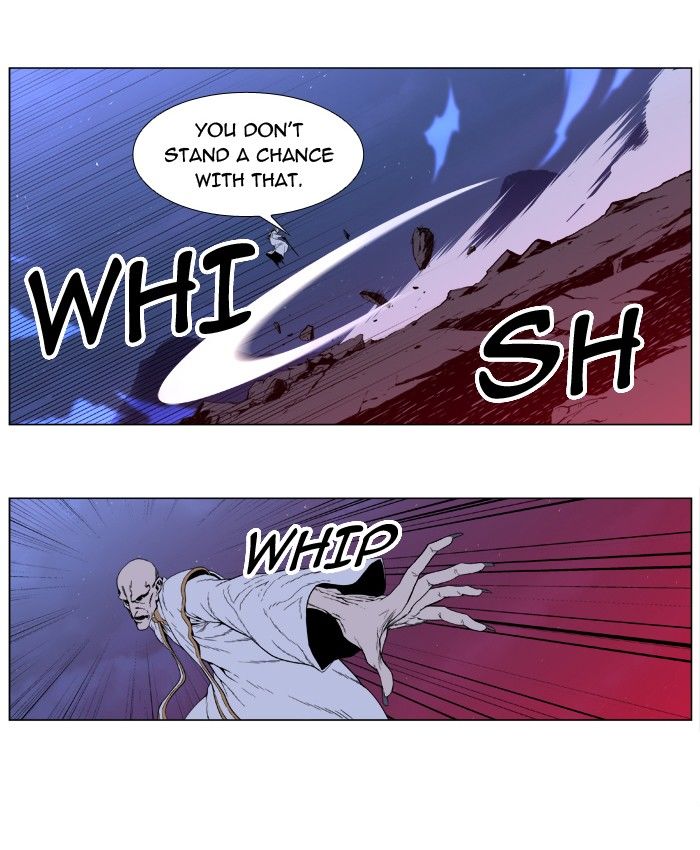 YOU DON'T
STAND A CHANCE
WITH THAT.
WHI
SH
WHIP